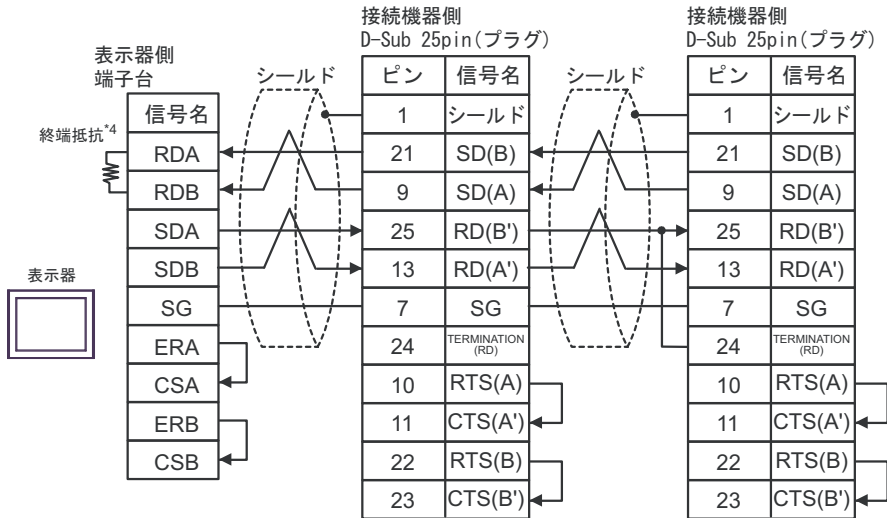 接続機器側
D-Sub 25pin(プラグ)
接続機器側
D-Sub 25pin(プラグ)
表示器側
端子台
シールド
シールド
終端抵抗*4
表示器
信号名
RDA
RDB
SDA
SDB
SG
ERA
CSA
ERB
CSB
ピン 信号名
1 シールド
21 SD(B)
9 SD(A)
25 RD(B')
13 RD(A')
7 SG
24 TERMINATION
(RD)
10 RTS(A)
11 CTS(A')
22 RTS(B)
23 CTS(B')
ピン 信号名
1 シールド
21 SD(B)
9 SD(A)
25 RD(B')
13 RD(A')
7 SG
24 TERMINATION
(RD)
10 RTS(A)
11 CTS(A')
22 RTS(B)
23 CTS(B')